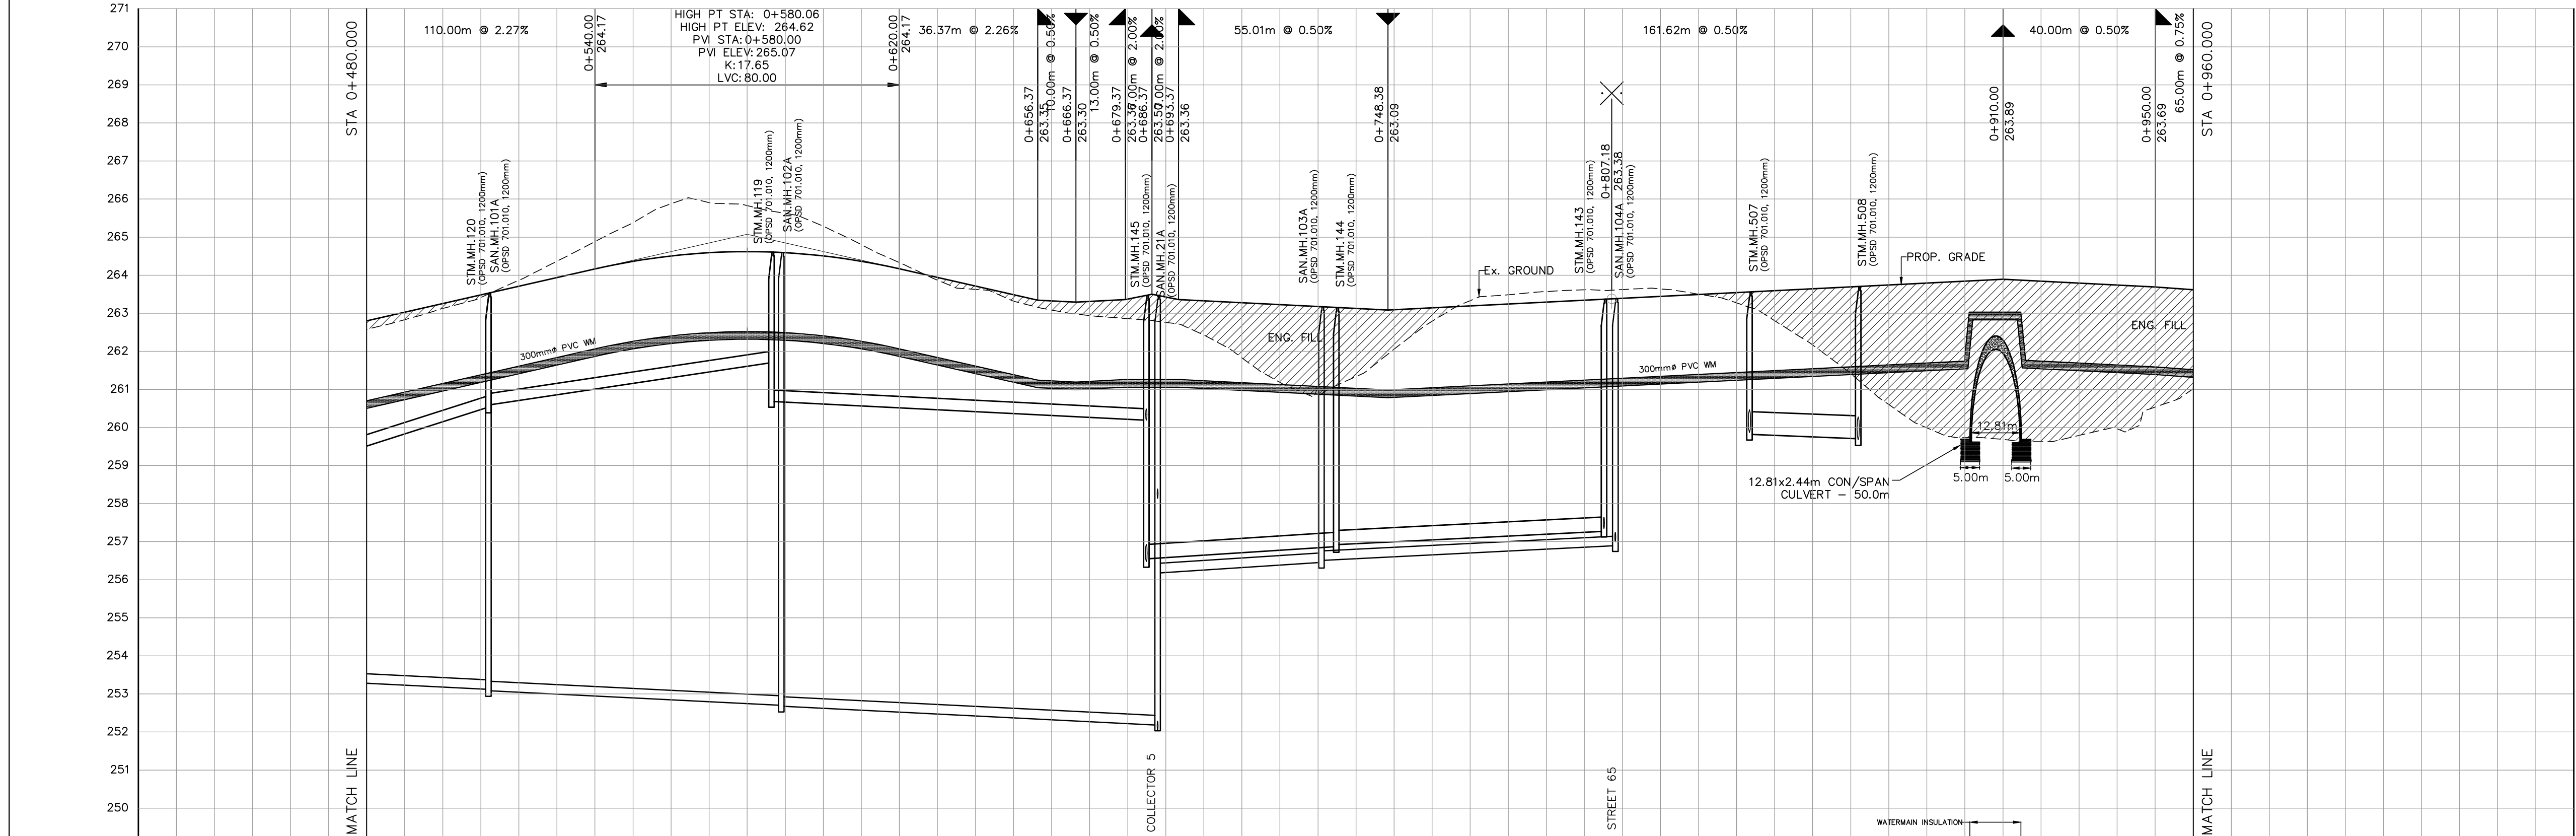 271
270
269
268
267
266
265
264
263
262
261
260
259
258
257
256
255
254
253
252
251
250
STA 0+480.000
MATCH LINE
110.00m @ 2.27%
0+540.00
264.17
HIGH PT STA: 0+580.06
HIGH PT ELEV: 264.62
PVI STA: 0+580.00
PVI ELEV: 265.07
K: 17.65
LVC: 80.00
0+620.00
264.17
36.37m @ 2.26%
0+656.37
263.35
10.00m @ 0.50%
0+666.37
263.30
13.00m @ 0.50%
0+679.37
263.36
7.00m @ 2.00%
0+686.37
263.50
7.00m @ 2.00%
0+693.37
263.36
55.01m @ 0.50%
0+748.38
263.09
161.62m @ 0.50%
0+807.18
263.38
0+910.00
263.89
40.00m @ 0.50%
0+950.00
263.69
65.00m @ 0.75%
STA 0+960.000
MATCH LINE
STM.MH.120
(OPSD 701.010, 1200mm)
SAN.MH.101A
(OPSD 701.010, 1200mm)
STM.MH.119
(OPSD 701.010, 1200mm)
SAN.MH.102A
(OPSD 701.010, 1200mm)
STM.MH.145
(OPSD 701.010, 1200mm)
SAN.MH.21A
(OPSD 701.010, 1200mm)
SAN.MH.103A
(OPSD 701.010, 1200mm)
STM.MH.144
(OPSD 701.010, 1200mm)
STM.MH.143
(OPSD 701.010, 1200mm)
SAN.MH.104A
(OPSD 701.010, 1200mm)
STM.MH.507
(OPSD 701.010, 1200mm)
STM.MH.508
(OPSD 701.010, 1200mm)
Ex. GROUND
PROP. GRADE
300mmø PVC WM
ENG. FILL
300mmø PVC WM
ENG. FILL
12.81m
5.00m
5.00m
12.81x2.44m CON/SPAN
CULVERT - 50.0m
COLLECTOR 5
STREET 65
WATERMAIN INSULATION